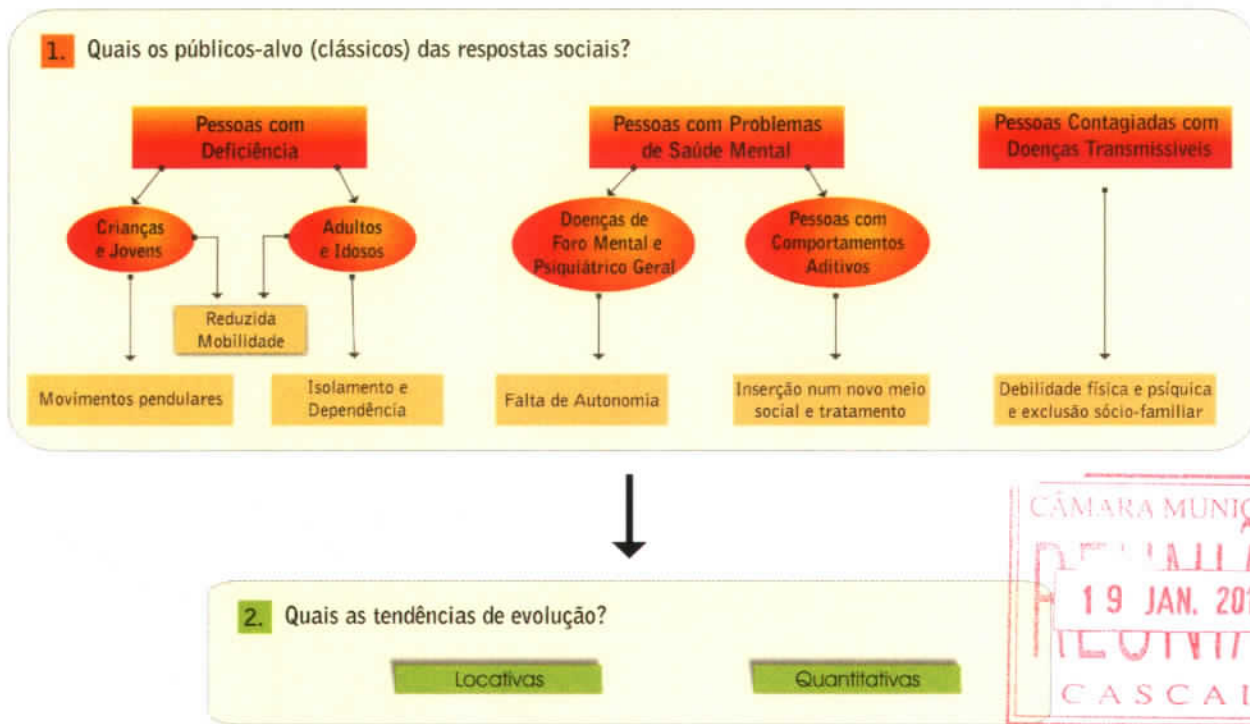 1. Quais os públicos-alvo (clássicos) das respostas sociais?
Pessoas com
Deficiência
Pessoas com Problemas
de Saúde Mental
Pessoas Contagiadas com
Doenças Transmissíveis
Crianças
e Jovens
Adultos
e Idosos
Doenças de
Foro Mental e
Psiquiátrico Geral
Pessoas com
Comportamentos
Aditivos
Reduzida
Mobilidade
Movimentos pendulares
Isolamento e
Dependência
Falta de Autonomia
Inserção num novo meio
social e tratamento
Debilidade física e psíquica
e exclusão sócio-familiar
2. Quais as tendências de evolução?
Locativas
Quantitativas
CÂMARA
19 JAN.